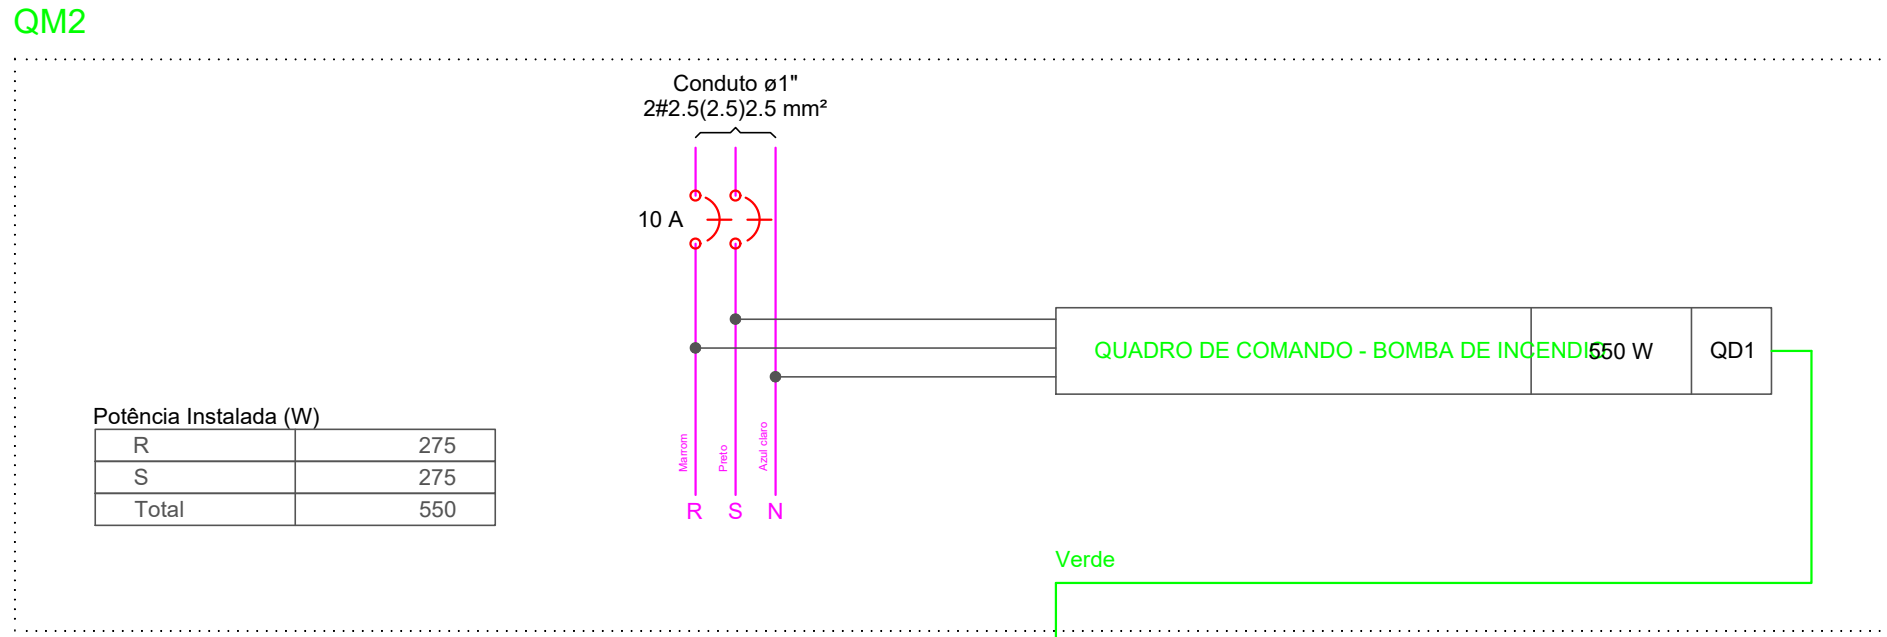 QM2
Conduto ø1"
2#2.5(2.5)2.5 mm²
10 A
QUADRO DE COMANDO - BOMBA DE INCENDIO
550 W
QD1
Potência Instalada (W)
R 275
S 275
Total 550
Marrom
Preto
Azul claro
R S N
Verde